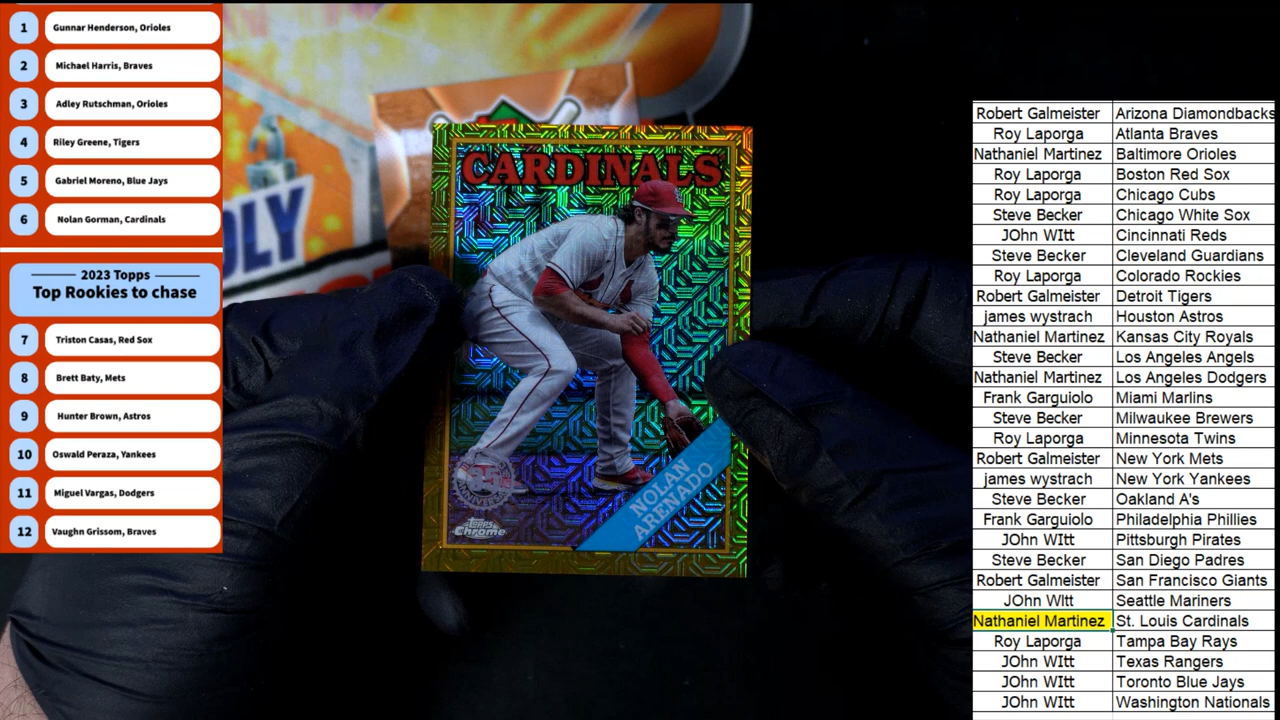 1 Gunnar Henderson, Orioles
2 Michael Harris, Braves
3 Adley Rutschman, Orioles
4 Riley Greene, Tigers
5 Gabriel Moreno, Blue Jays
6 Nolan Gorman, Cardinals
2023 Topps
Top Rookies to chase
7 Triston Casas, Red Sox
8 Brett Baty, Mets
9 Hunter Brown, Astros
10 Oswald Peraza, Yankees
11 Miguel Vargas, Dodgers
12 Vaughn Grissom, Braves
CARDINALS
NOLAN
ARENADO
Topps
Chrome
Robert Galmeister Arizona Diamondbacks
Roy Laporga Atlanta Braves
Nathaniel Martinez Baltimore Orioles
Roy Laporga Boston Red Sox
Roy Laporga Chicago Cubs
Steve Becker Chicago White Sox
JOhn WItt Cincinnati Reds
Steve Becker Cleveland Guardians
Roy Laporga Colorado Rockies
Robert Galmeister Detroit Tigers
james wystrach Houston Astros
Nathaniel Martinez Kansas City Royals
Steve Becker Los Angeles Angels
Nathaniel Martinez Los Angeles Dodgers
Frank Garguiolo Miami Marlins
Steve Becker Milwaukee Brewers
Roy Laporga Minnesota Twins
Robert Galmeister New York Mets
james wystrach New York Yankees
Steve Becker Oakland A's
Frank Garguiolo Philadelphia Phillies
JOhn WItt Pittsburgh Pirates
Steve Becker San Diego Padres
Robert Galmeister San Francisco Giants
JOhn WItt Seattle Mariners
Nathaniel Martinez St. Louis Cardinals
Roy Laporga Tampa Bay Rays
JOhn WItt Texas Rangers
JOhn WItt Toronto Blue Jays
JOhn WItt Washington Nationals